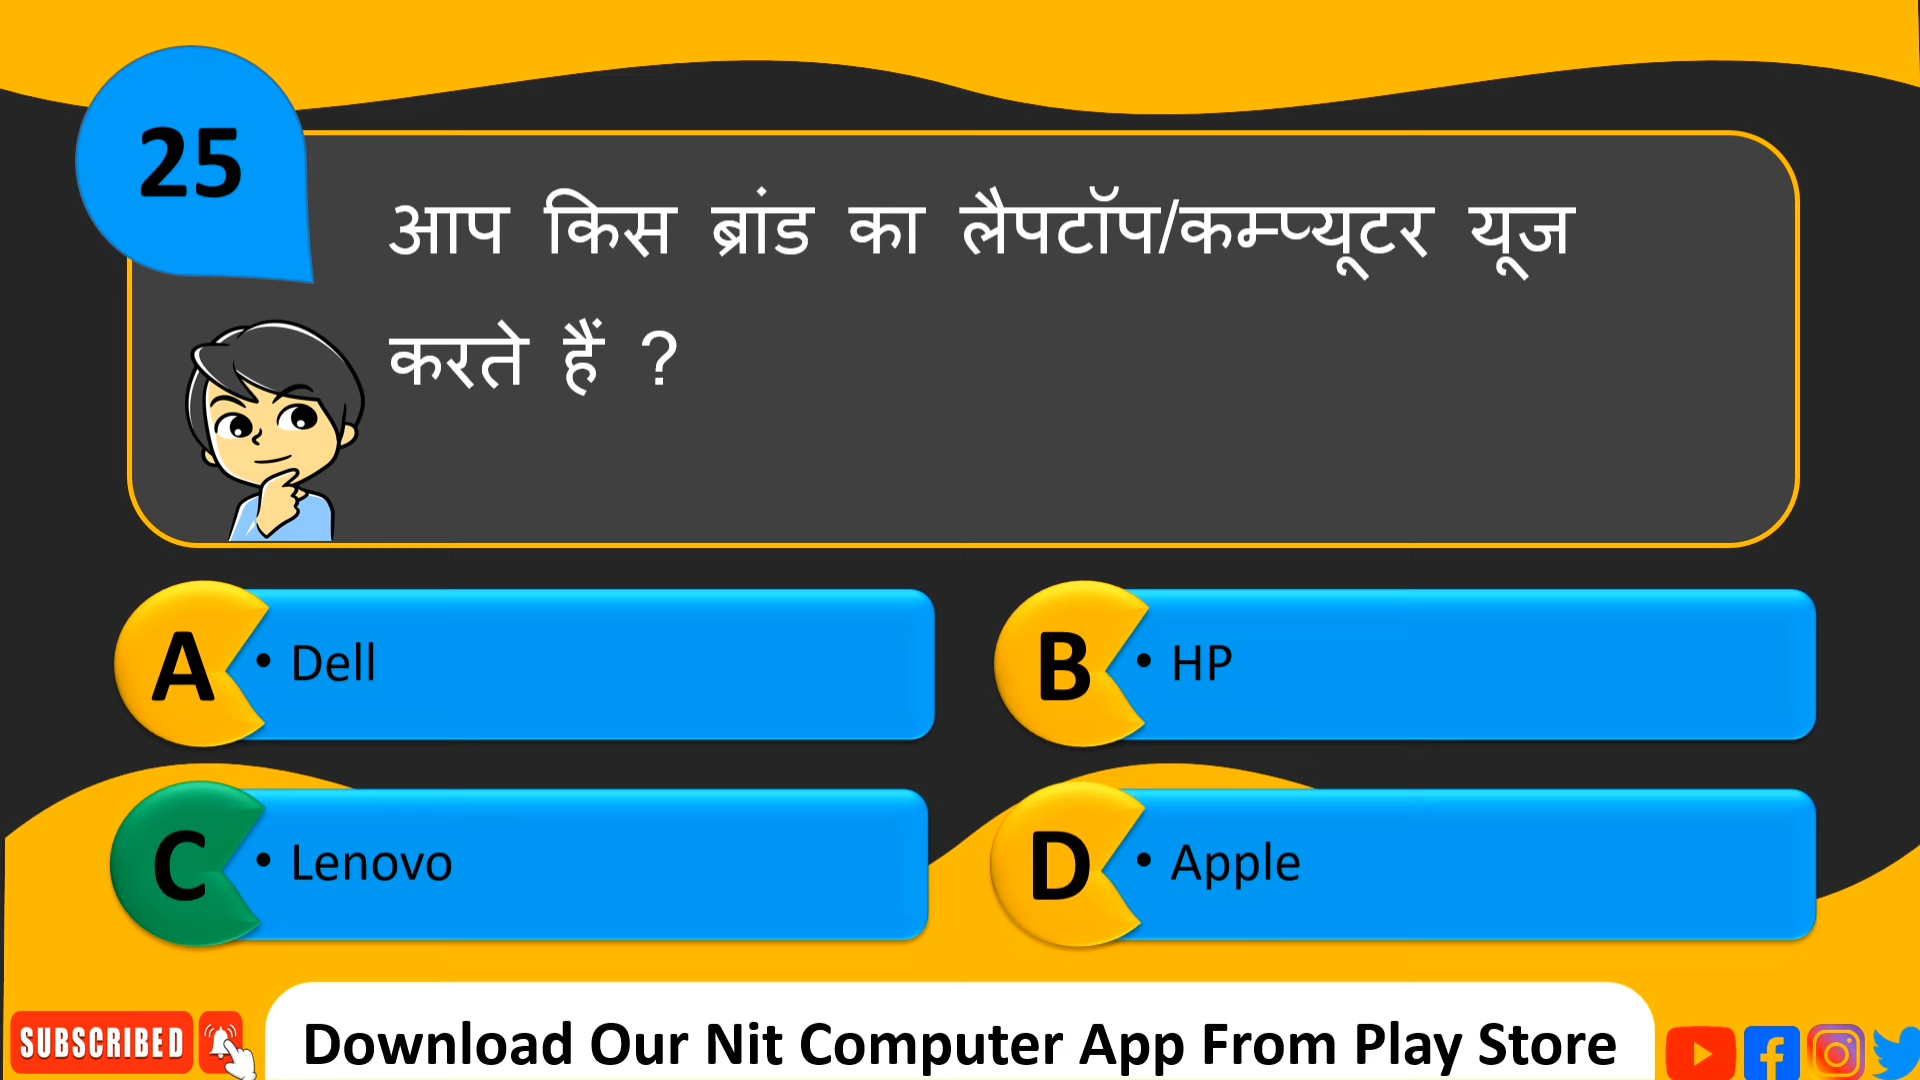 25
आप किस ब्रांड का लैपटॉप/कम्प्यूटर यूज
करते हैं ?
A • Dell
B • HP
C • Lenovo
D • Apple
SUBSCRIBED
Download Our Nit Computer App From Play Store